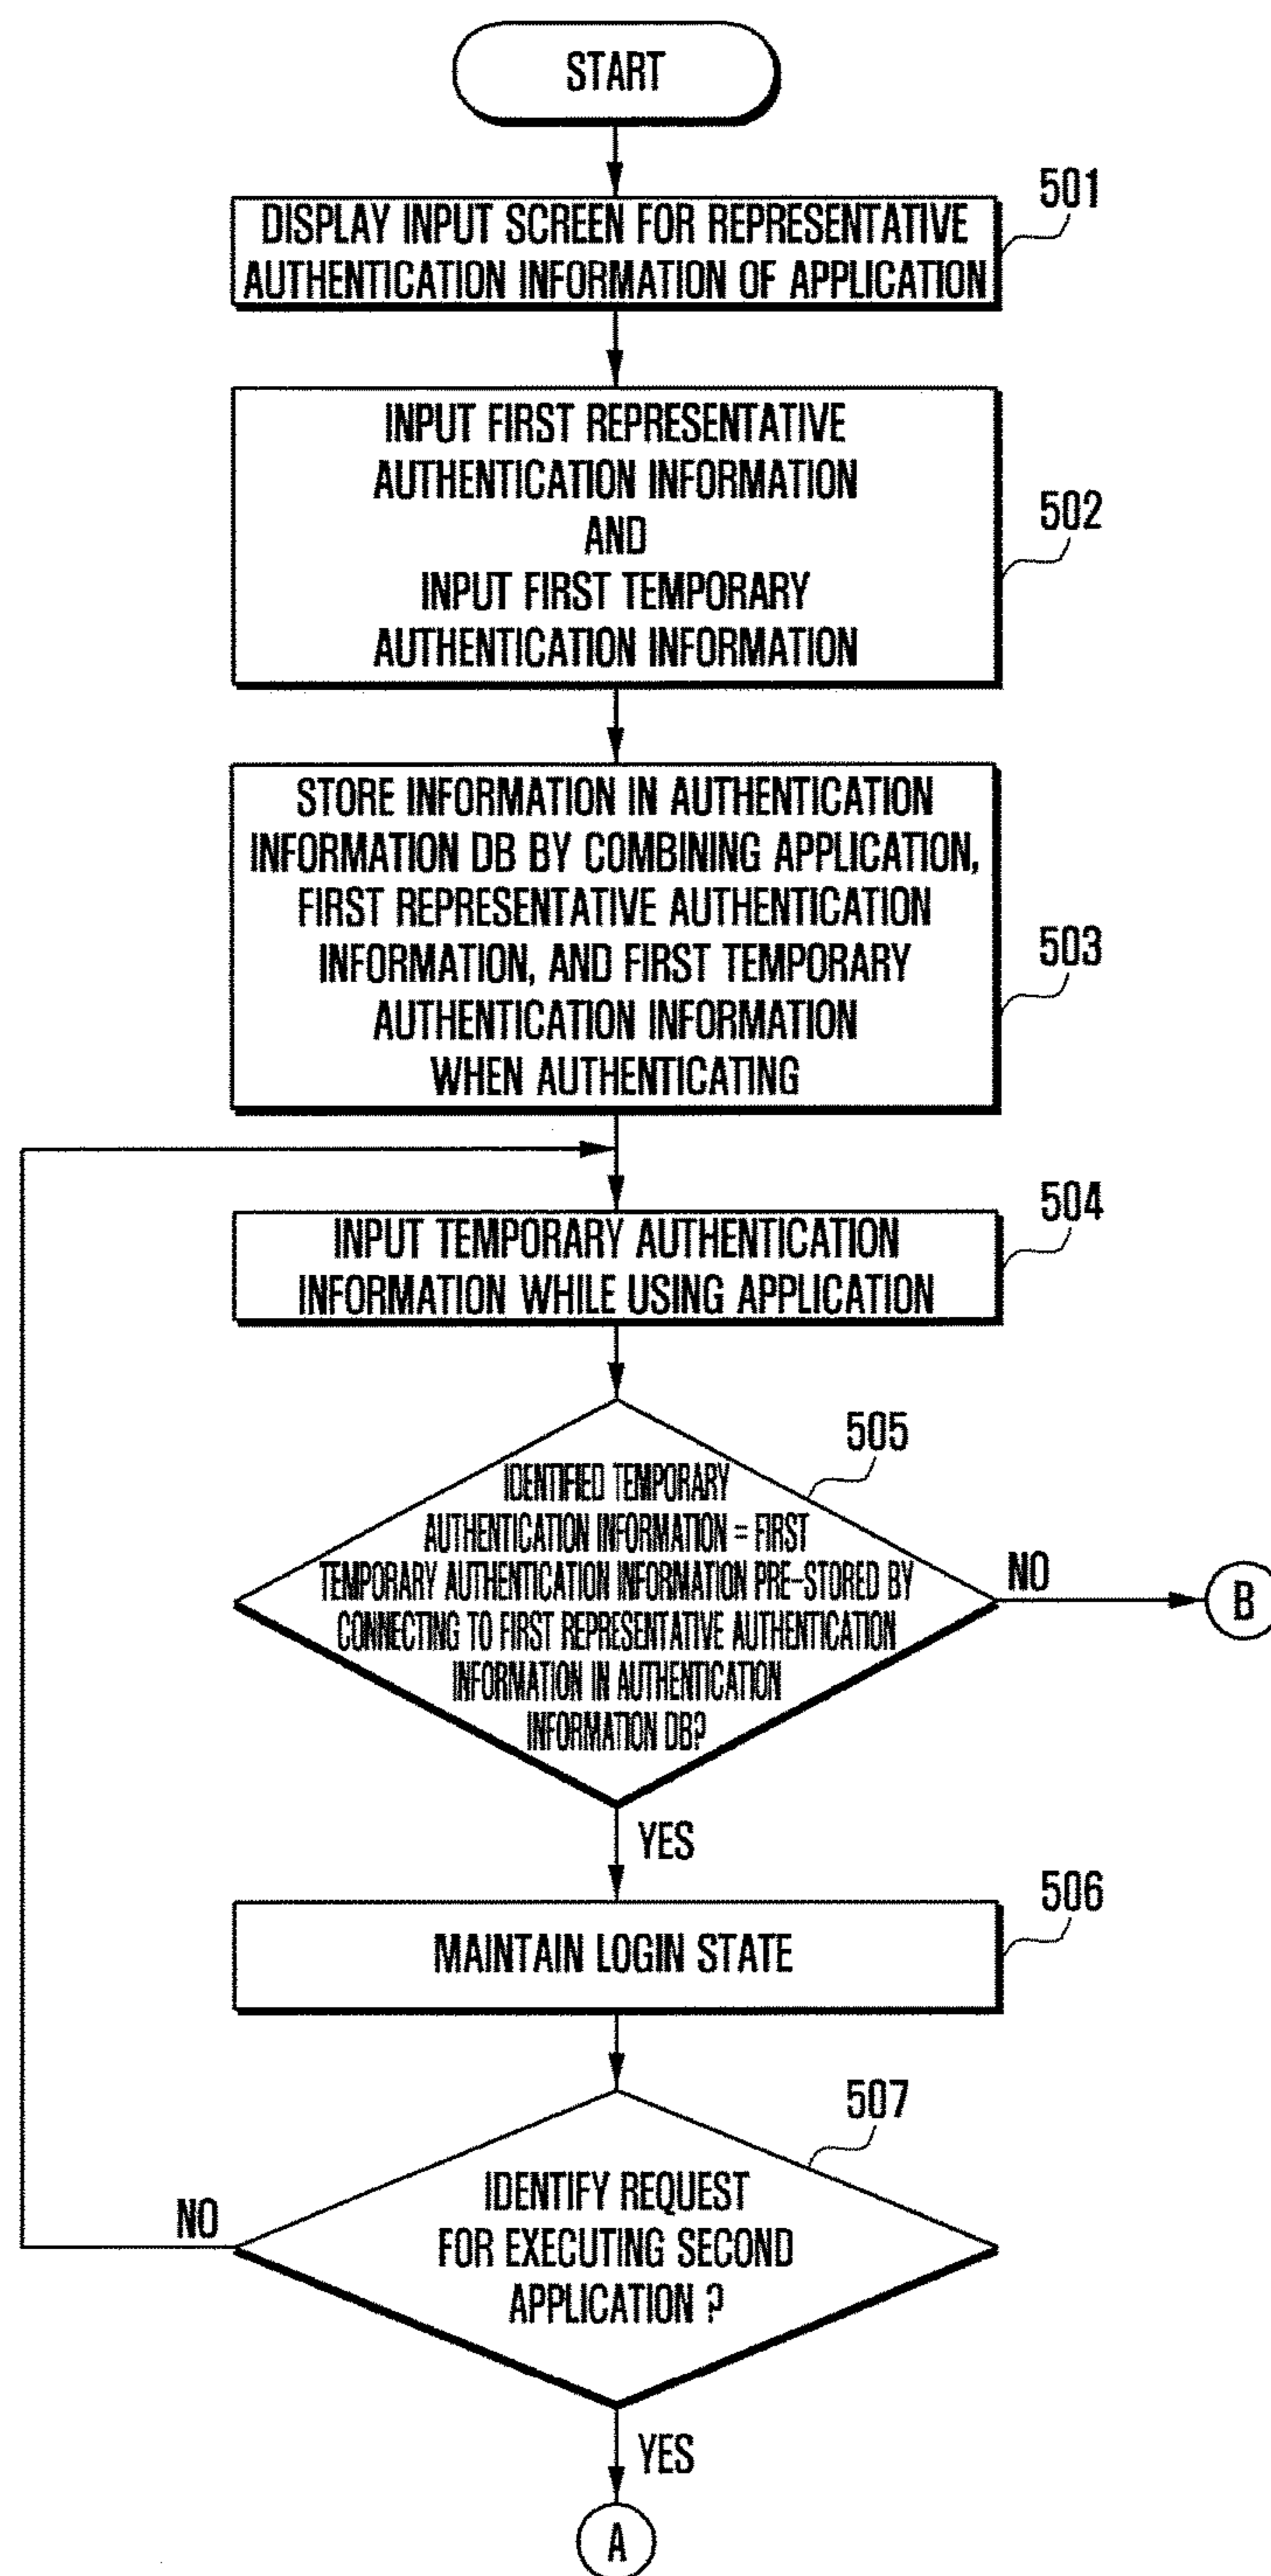 START
501
DISPLAY INPUT SCREEN FOR REPRESENTATIVE
AUTHENTICATION INFORMATION OF APPLICATION
INPUT FIRST REPRESENTATIVE
AUTHENTICATION INFORMATION
AND
INPUT FIRST TEMPORARY
AUTHENTICATION INFORMATION
502
STORE INFORMATION IN AUTHENTICATION
INFORMATION DB BY COMBINING APPLICATION,
FIRST REPRESENTATIVE AUTHENTICATION
INFORMATION, AND FIRST TEMPORARY
AUTHENTICATION INFORMATION
WHEN AUTHENTICATING
503
504
INPUT TEMPORARY AUTHENTICATION
INFORMATION WHILE USING APPLICATION
505
IDENTIFIED TEMPORARY
AUTHENTICATION INFORMATION = FIRST
TEMPORARY AUTHENTICATION INFORMATION PRE-STORED BY
CONNECTING TO FIRST REPRESENTATIVE AUTHENTICATION
INFORMATION IN AUTHENTICATION
INFORMATION DB?
NO
B
YES
506
MAINTAIN LOGIN STATE
507
IDENTIFY REQUEST
FOR EXECUTING SECOND
APPLICATION ?
NO
YES
A